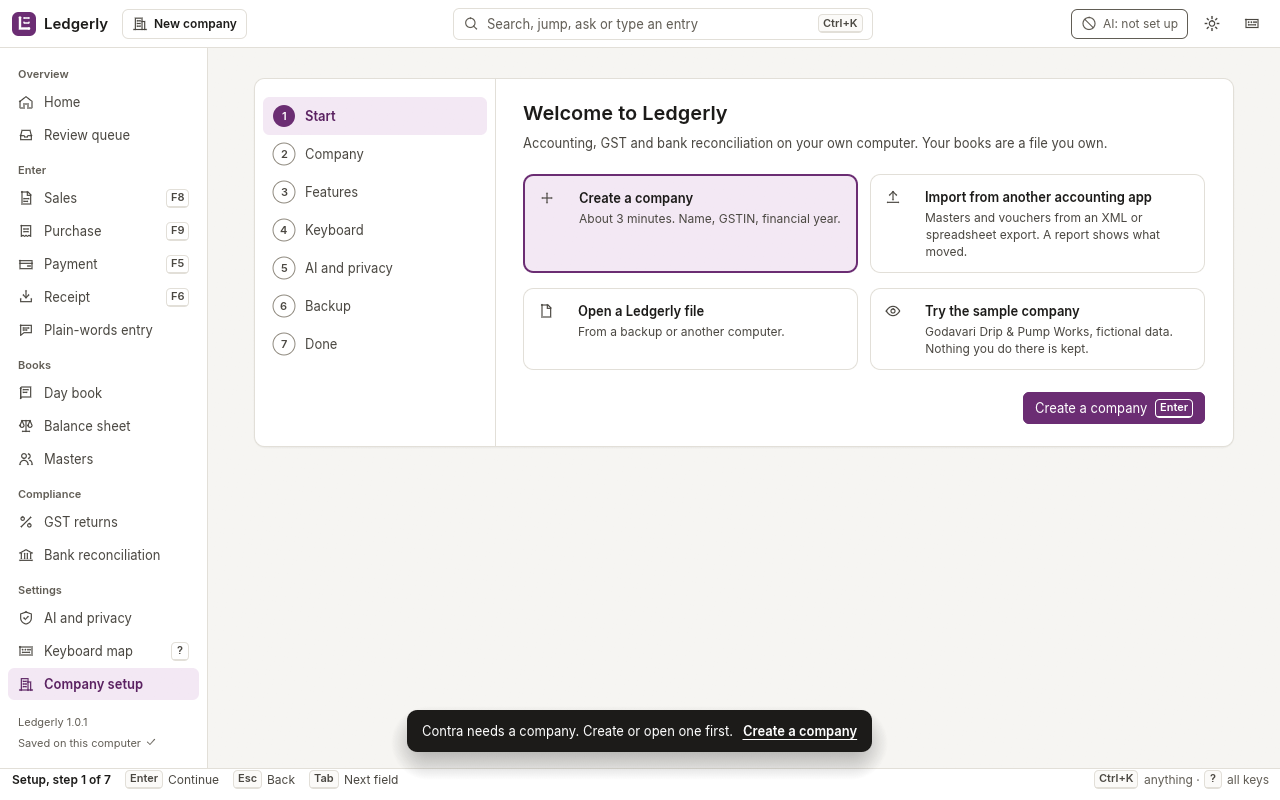 Ledgerly
New company
Search, jump, ask or type an entry
Ctrl+K
AI: not set up
Overview
Home
Review queue
Enter
Sales F8
Purchase F9
Payment F5
Receipt F6
Plain-words entry
Books
Day book
Balance sheet
Masters
Compliance
GST returns
Bank reconciliation
Settings
AI and privacy
Keyboard map ?
Company setup
Ledgerly 1.0.1
Saved on this computer
1 Start
2 Company
3 Features
4 Keyboard
5 AI and privacy
6 Backup
7 Done
Welcome to Ledgerly
Accounting, GST and bank reconciliation on your own computer. Your books are a file you own.
Create a company
About 3 minutes. Name, GSTIN, financial year.
Import from another accounting app
Masters and vouchers from an XML or
spreadsheet export. A report shows what
moved.
Open a Ledgerly file
From a backup or another computer.
Try the sample company
Godavari Drip & Pump Works, fictional data.
Nothing you do there is kept.
Create a company Enter
Contra needs a company. Create or open one first. Create a company
Setup, step 1 of 7 Enter Continue Esc Back Tab Next field
Ctrl+K anything · ? all keys